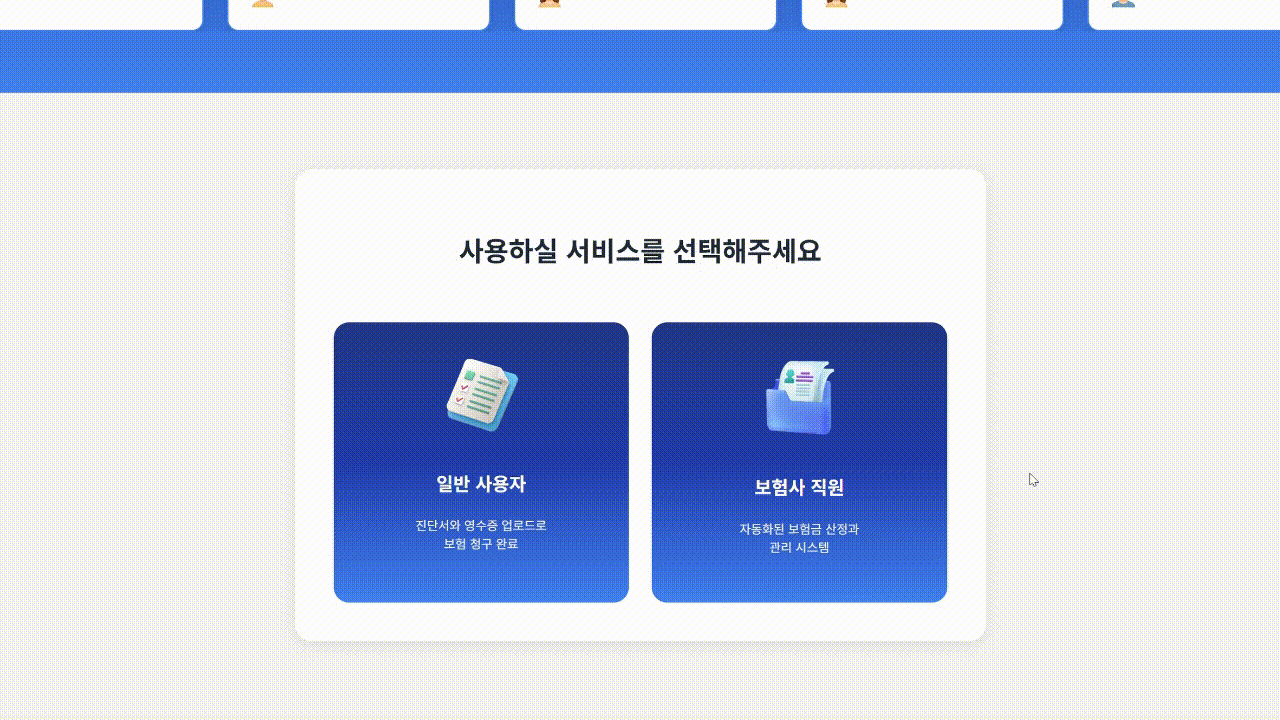 사용하실 서비스를 선택해주세요
일반 사용자
진단서와 영수증 업로드로
보험 청구 완료
보험사 직원
자동화된 보험금 산정과
관리 시스템